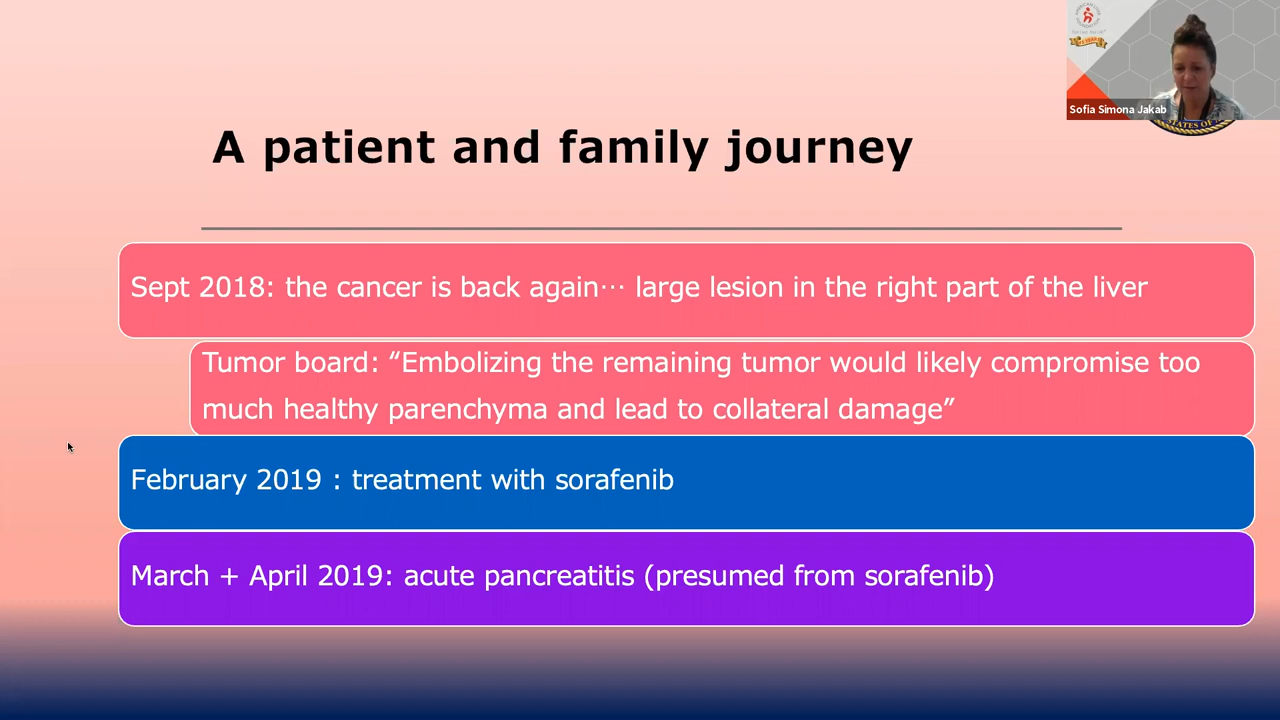 Sofia Simona Jakab
STATES OF
A patient and family journey
Sept 2018: the cancer is back again… large lesion in the right part of the liver
Tumor board: “Embolizing the remaining tumor would likely compromise too
much healthy parenchyma and lead to collateral damage”
February 2019 : treatment with sorafenib
March + April 2019: acute pancreatitis (presumed from sorafenib)